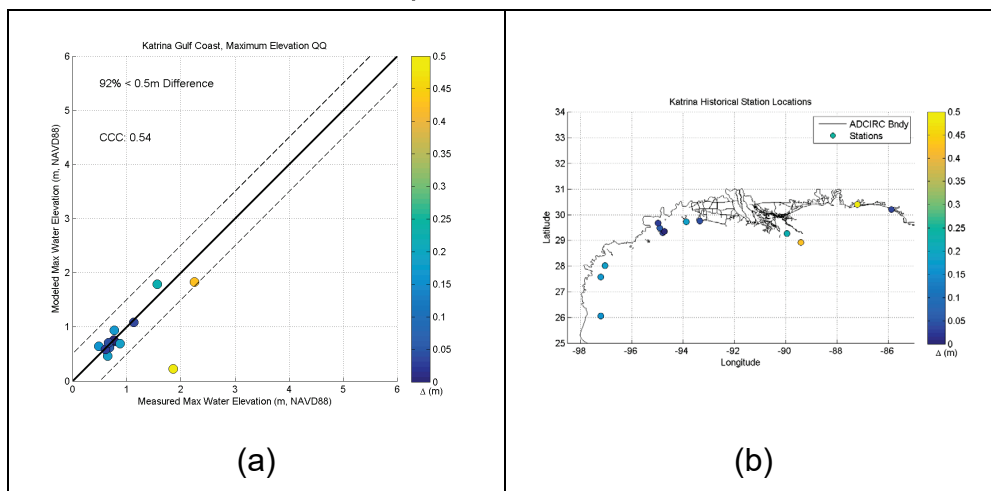 Katrina Gulf Coast, Maximum Elevation QQ
92% < 0.5m Difference
CCC: 0.54
Modeled Max Water Elevation (m, NAVD88)
6
5
4
3
2
1
0
0 1 2 3 4 5 6
Measured Max Water Elevation (m, NAVD88)
0.5
0.45
0.4
0.35
0.3
0.25
0.2
0.15
0.1
0.05
0
Δ (m)
(a)
Katrina Historical Station Locations
ADCIRC Bndy
Stations
Latitude
34
33
32
31
30
29
28
27
26
25
-98 -96 -94 -92 -90 -88 -86
Longitude
0.5
0.45
0.4
0.35
0.3
0.25
0.2
0.15
0.1
0.05
0
Δ (m)
(b)